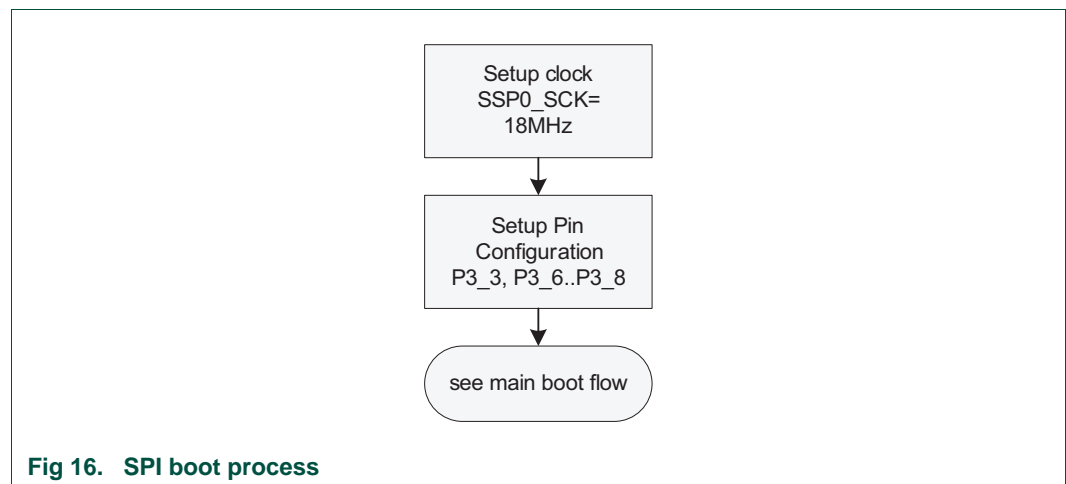 Setup clock
SSP0_SCK=
18MHz
Setup Pin
Configuration
P3_3, P3_6..P3_8
see main boot flow
Fig 16. SPI boot process